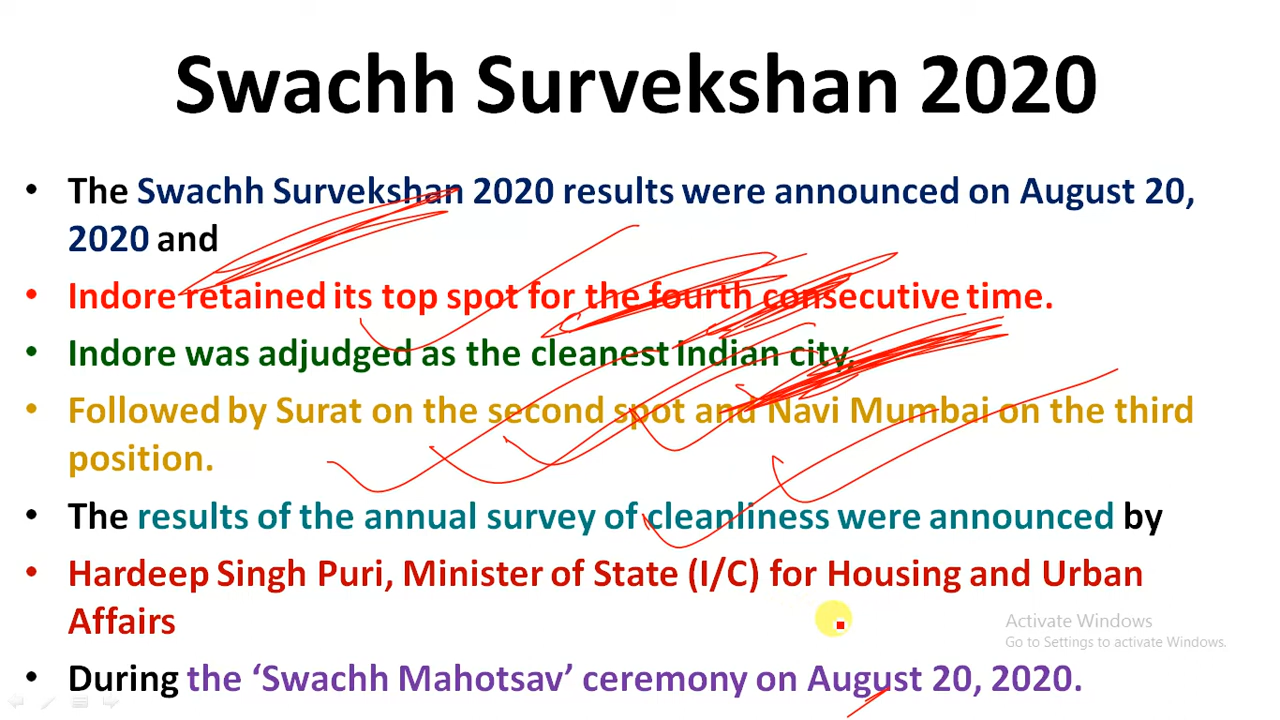 Swachh Survekshan 2020
• The Swachh Survekshan 2020 results were announced on August 20,
2020 and
• Indore retained its top spot for the fourth consecutive time.
• Indore was adjudged as the cleanest Indian city,
• Followed by Surat on the second spot and Navi Mumbai on the third
position.
• The results of the annual survey of cleanliness were announced by
• Hardeep Singh Puri, Minister of State (I/C) for Housing and Urban
Affairs
Activate Windows
Go to Settings to activate Windows.
• During the ‘Swachh Mahotsav’ ceremony on August 20, 2020.